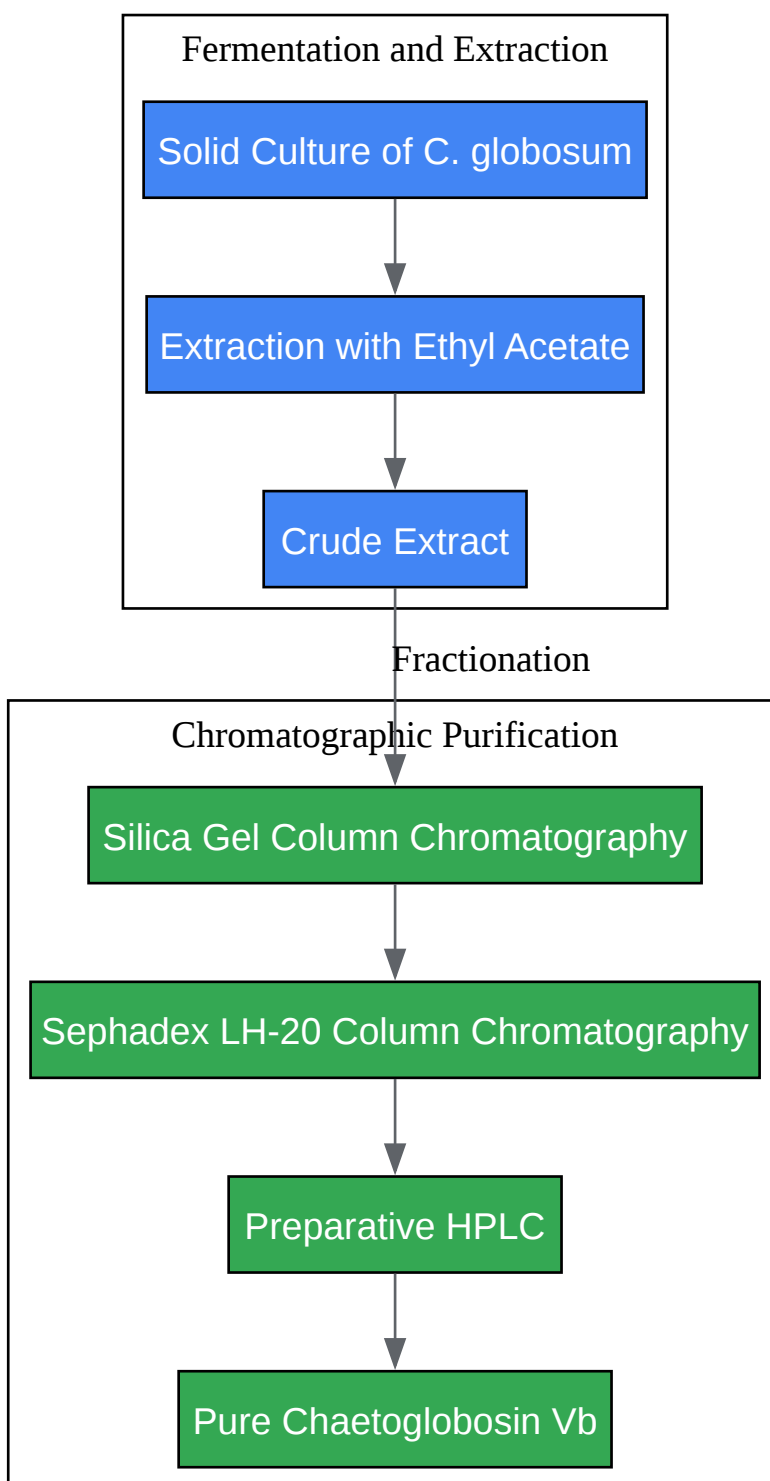 Fermentation and Extraction
Solid Culture of C. globosum
Extraction with Ethyl Acetate
Crude Extract
Fractionation
Chromatographic Purification
Silica Gel Column Chromatography
Sephadex LH-20 Column Chromatography
Preparative HPLC
Pure Chaetoglobosin Vb